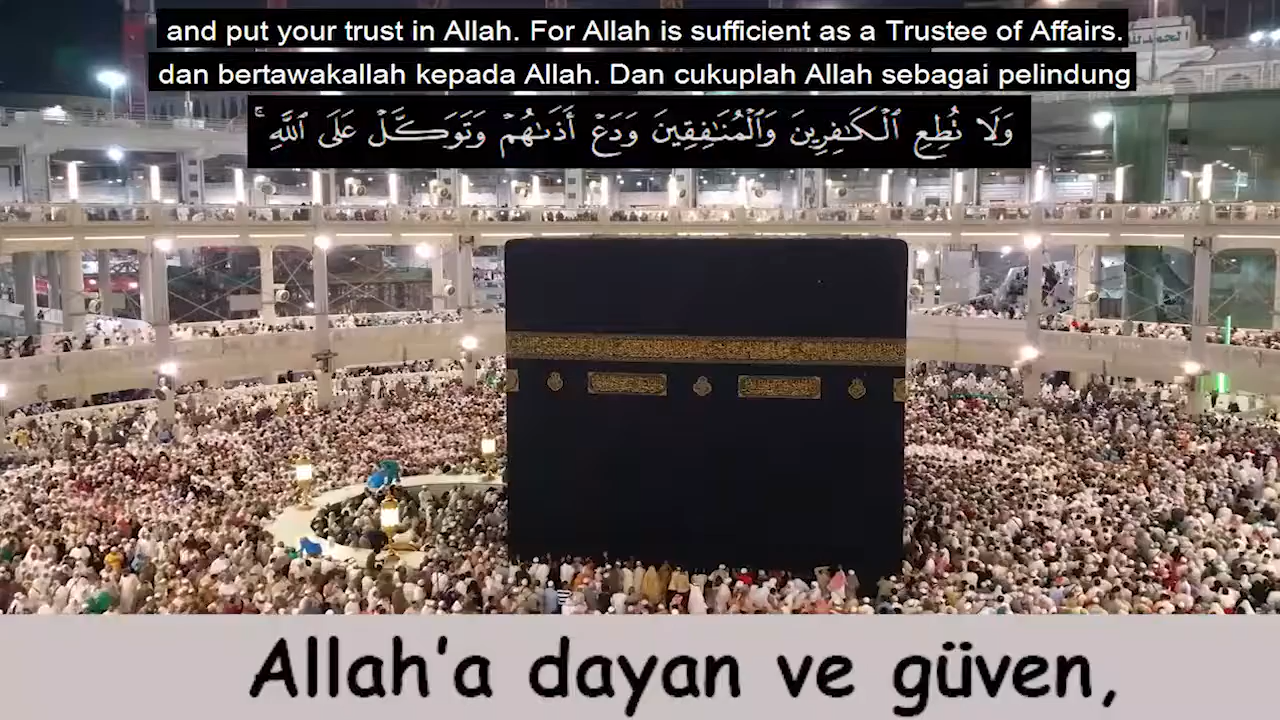 and put your trust in Allah. For Allah is sufficient as a Trustee of Affairs.
dan bertawakallah kepada Allah. Dan cukuplah Allah sebagai pelindung
وَلَا تُطِعِ ٱلْكَـٰفِرِينَ وَٱلْمُنَـٰفِقِينَ وَدَعْ أَذَىٰهُمْ وَتَوَكَّلْ عَلَى ٱللَّهِ ۚ
Allah'a dayan ve güven,